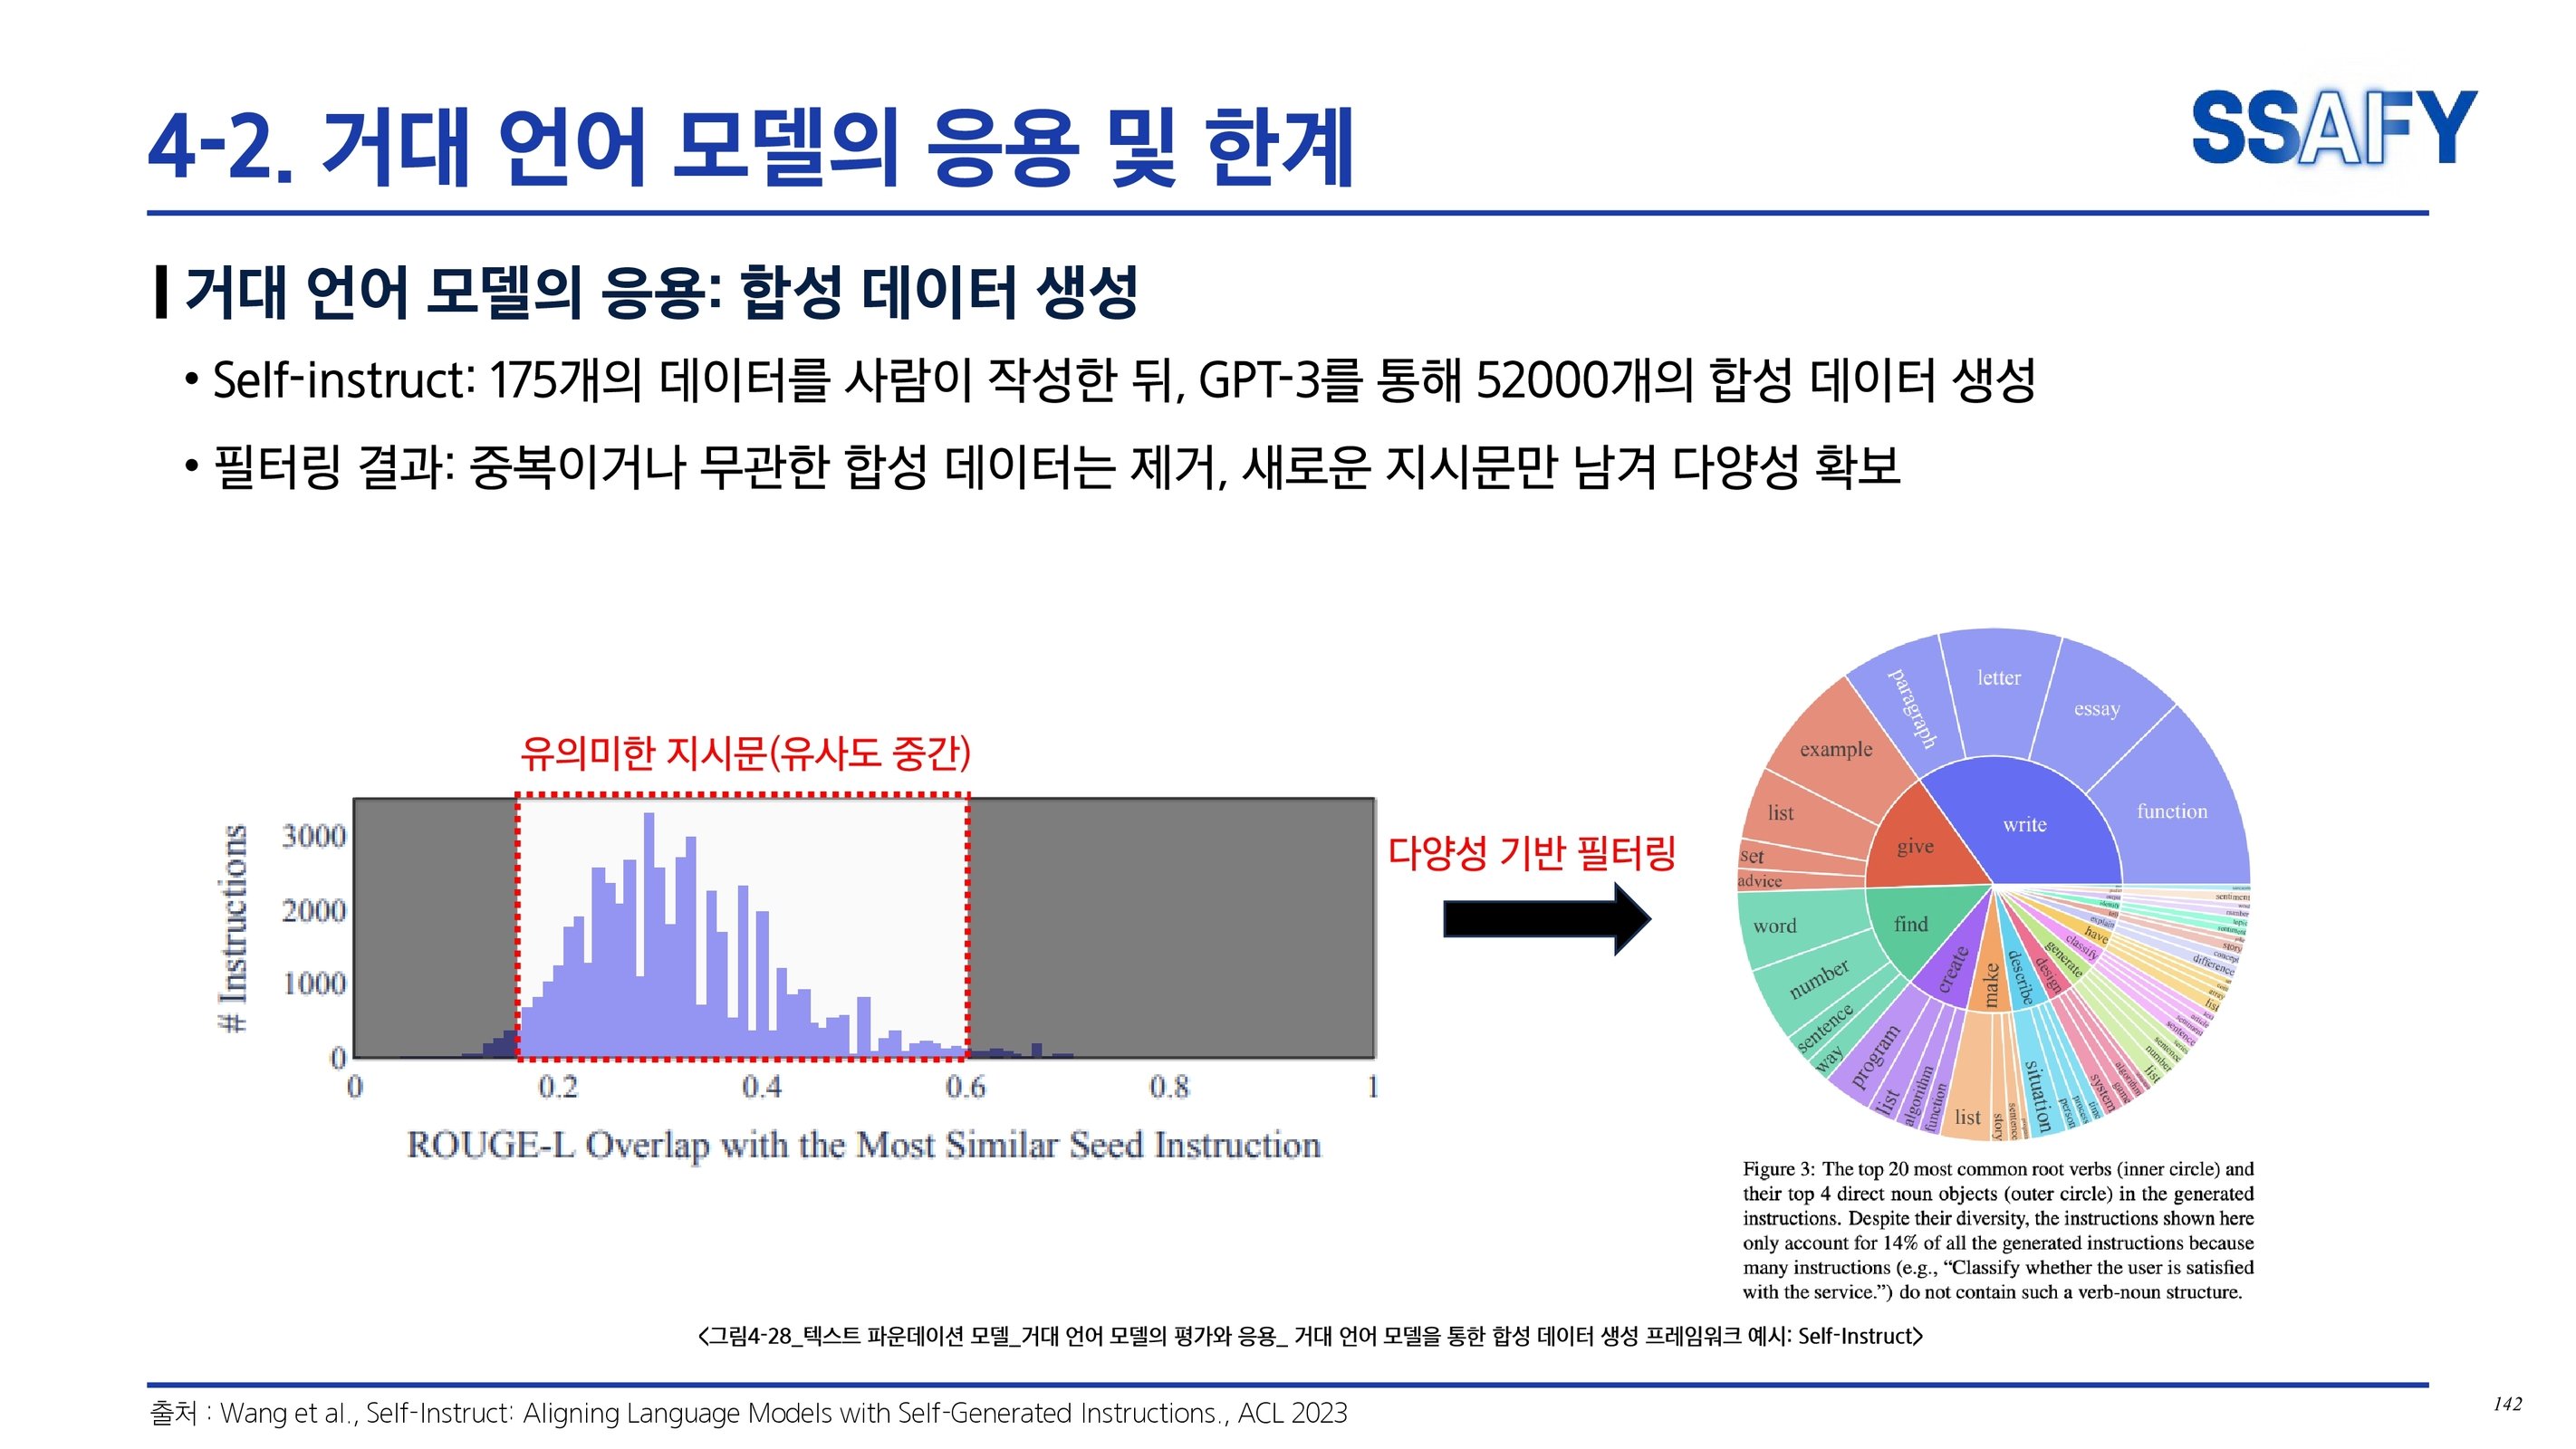 4-2. 거대 언어 모델의 응용 및 한계
SSAFY
거대 언어 모델의 응용: 합성 데이터 생성
• Self-instruct: 175개의 데이터를 사람이 작성한 뒤, GPT-3를 통해 52000개의 합성 데이터 생성
• 필터링 결과: 중복이거나 무관한 합성 데이터는 제거, 새로운 지시문만 남겨 다양성 확보
유의미한 지시문(유사도 중간)
# Instructions
3000
2000
1000
0
0 0.2 0.4 0.6 0.8 1
ROUGE-L Overlap with the Most Similar Seed Instruction
다양성 기반 필터링
write
function
essay
letter
paragraph
give
example
list
set
advice
find
word
number
sentence
way
create
program
list
algorithm
function
make
list
story
sentence
describe
situation
person
process
time
design
system
game
algorithm
generate
list
number
sentence
series
classify
sentence
sentiment
article
text
have
list
array
explain
difference
concept
story
sentiment
number
Figure 3: The top 20 most common root verbs (inner circle) and
their top 4 direct noun objects (outer circle) in the generated
instructions. Despite their diversity, the instructions shown here
only account for 14% of all the generated instructions because
many instructions (e.g., “Classify whether the user is satisfied
with the service.”) do not contain such a verb-noun structure.
<그림4-28_텍스트 파운데이션 모델_거대 언어 모델의 평가와 응용_ 거대 언어 모델을 통한 합성 데이터 생성 프레임워크 예시: Self-Instruct>
출처 : Wang et al., Self-Instruct: Aligning Language Models with Self-Generated Instructions., ACL 2023
142